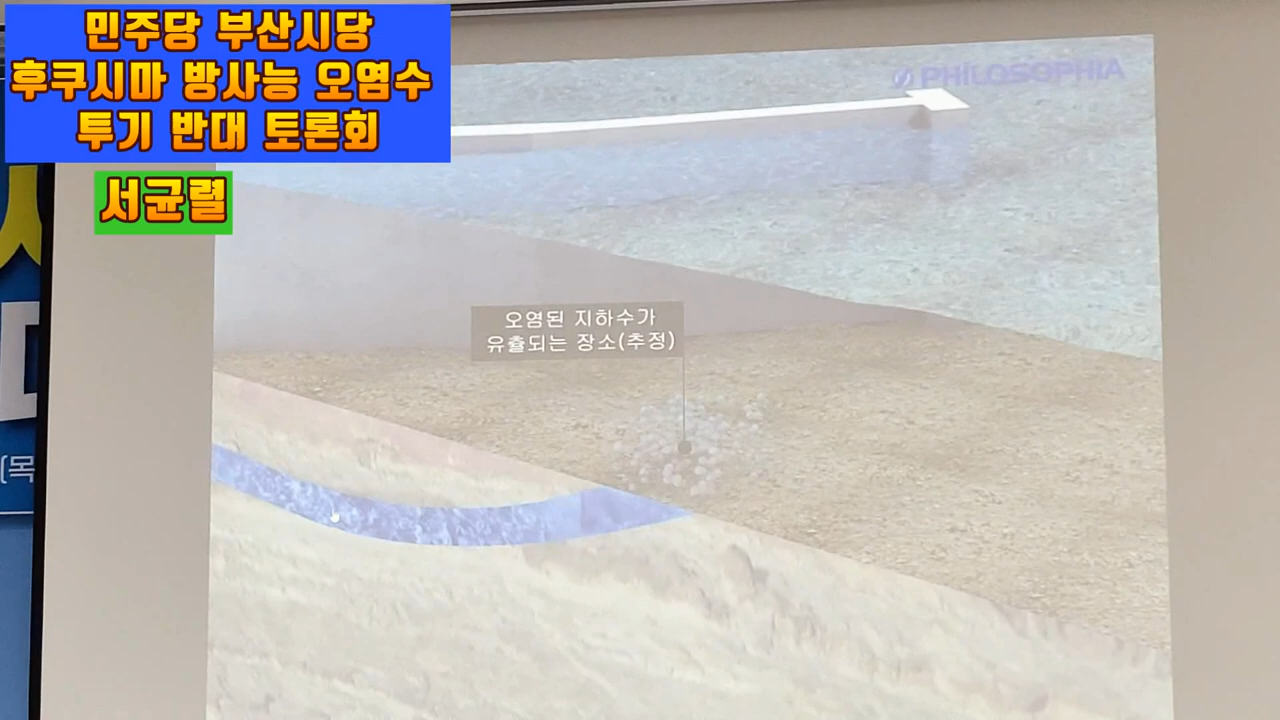 민주당 부산시당
후쿠시마 방사능 오염수
투기 반대 토론회
서균렬
PHILOSOPHIA
오염된 지하수가
유츌되는 장소(추정)
(목